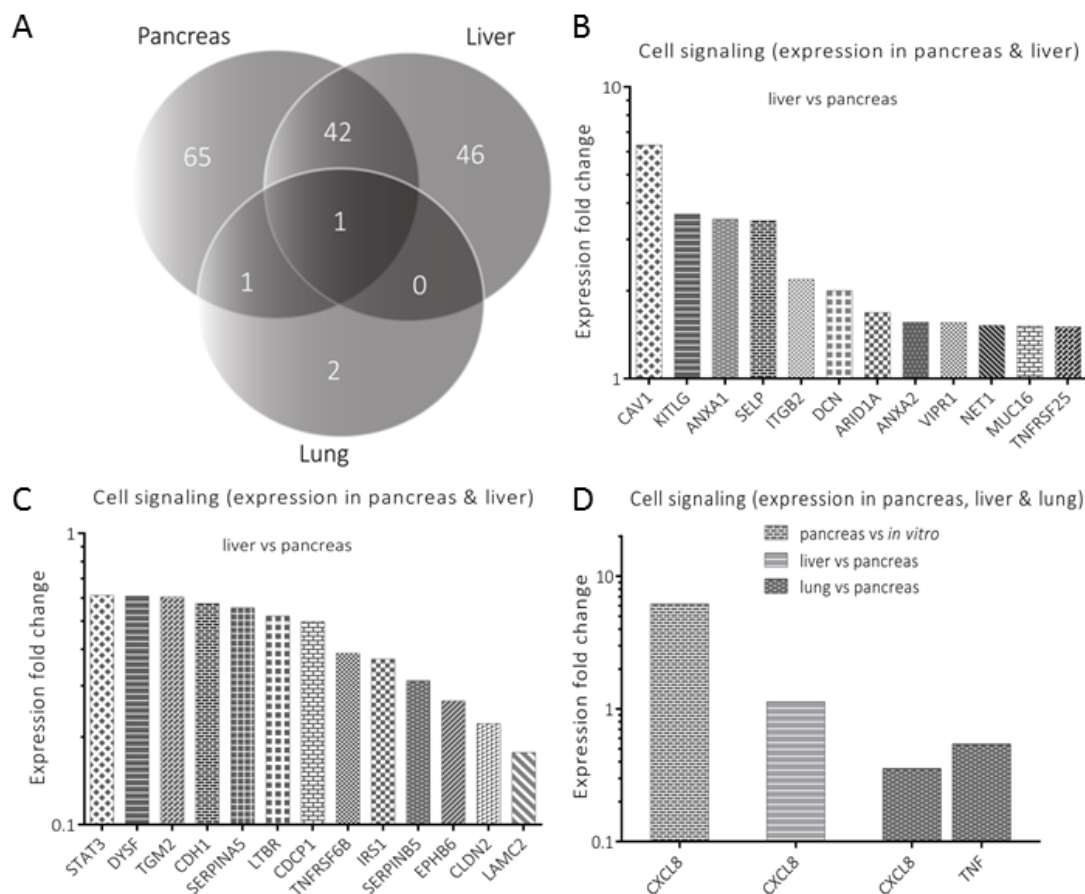 A
Pancreas
Liver
65
42
46
1
1
0
2
Lung
B
Cell signaling (expression in pancreas & liver)
liver vs pancreas
10
Expression fold change
1
CAV1
KITLG
ANXA1
SELP
ITGB2
DCN
ARID1A
ANXA2
VIPR1
NET1
MUC16
TNFRSF25
C
Cell signaling (expression in pancreas & liver)
1
liver vs pancreas
Expression fold change
0.1
STAT3
DYSF
TGM2
CDH1
SERPINA5
LTBR
CDCP1
TNFRSF6B
IRS1
SERPINB5
EPHB6
CLDN2
LAMC2
D
Cell signaling (expression in pancreas, liver & lung)
pancreas vs in vitro
liver vs pancreas
lung vs pancreas
10
Expression fold change
1
0.1
CXCL8
CXCL8
CXCL8
TNF